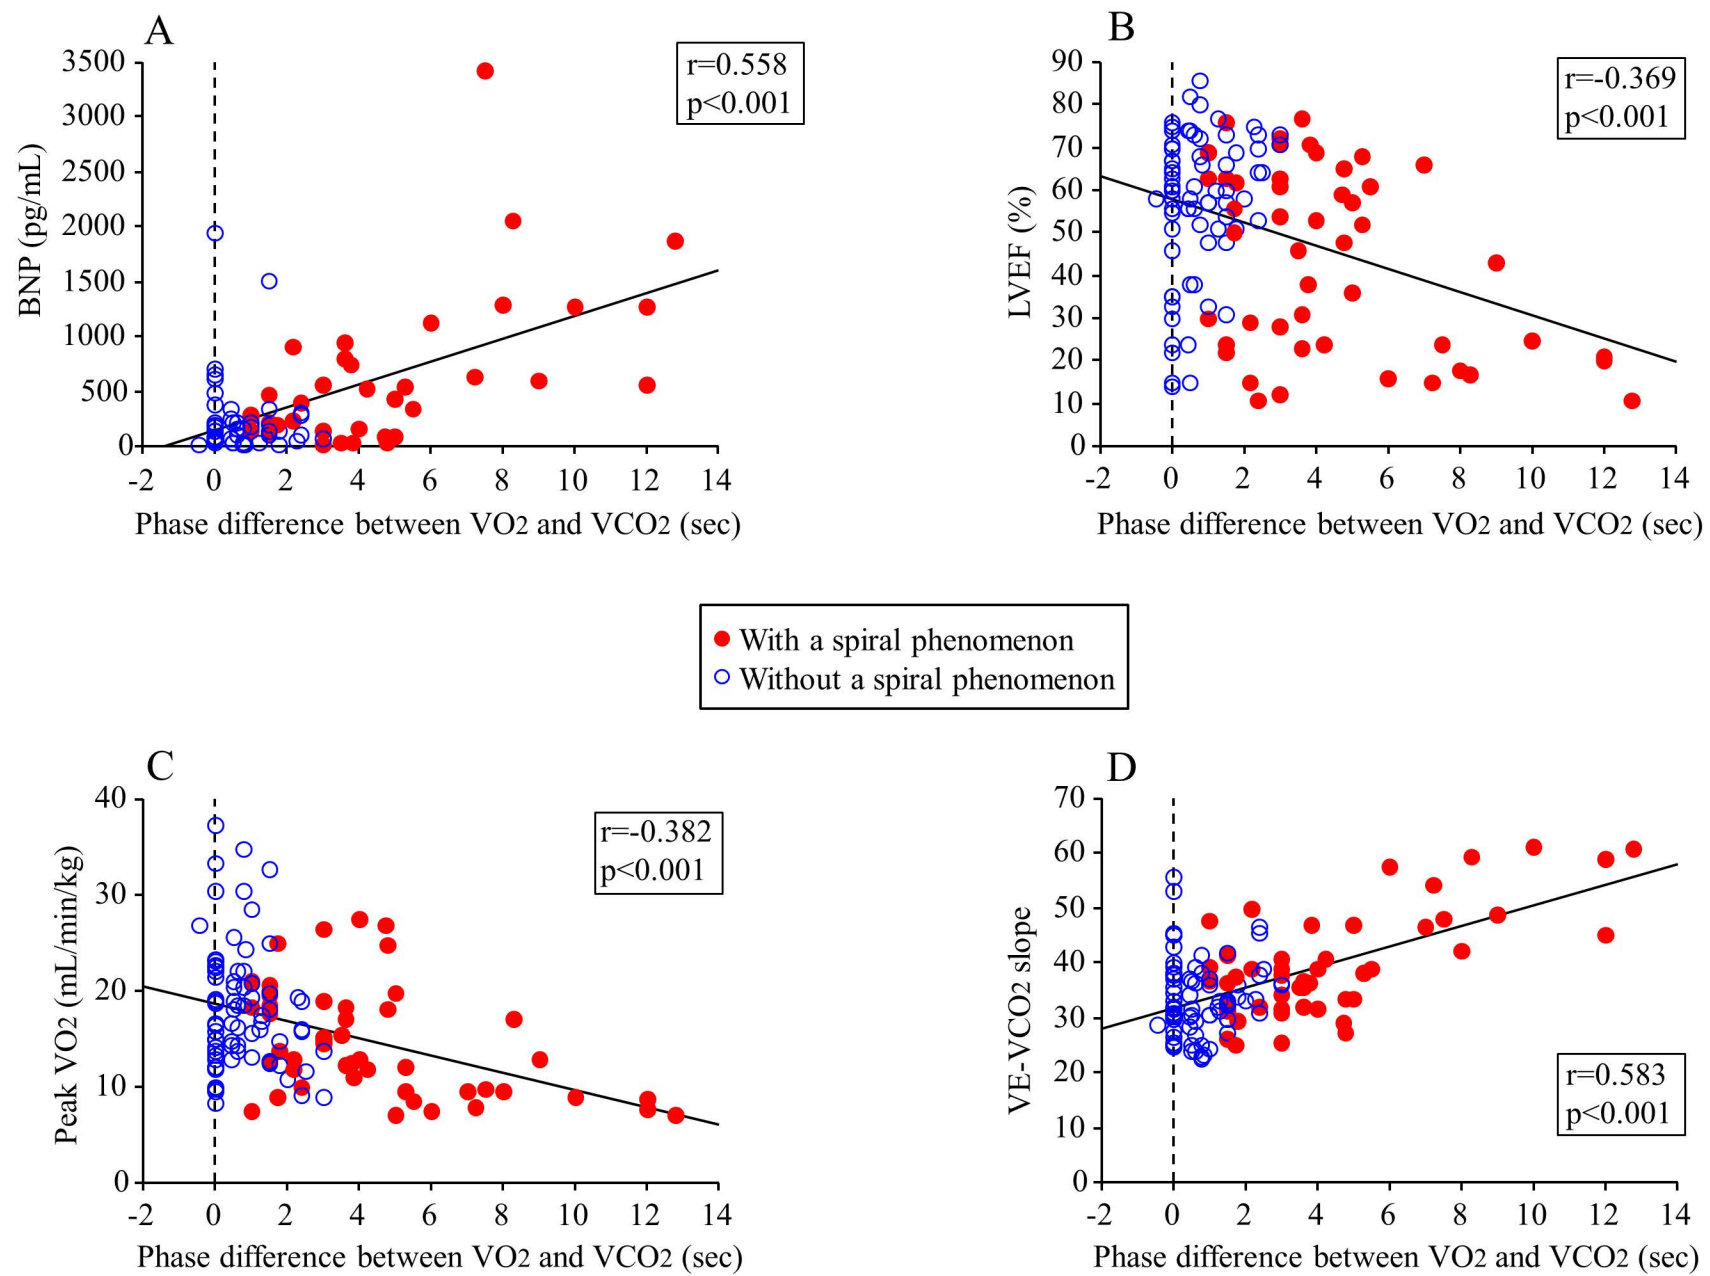 A
r=0.558
p<0.001
BNP (pg/mL)
3500
3000
2500
2000
1500
1000
500
0
-2 0 2 4 6 8 10 12 14
Phase difference between VO2 and VCO2 (sec)
B
r=-0.369
p<0.001
LVEF (%)
90
80
70
60
50
40
30
20
10
0
-2 0 2 4 6 8 10 12 14
Phase difference between VO2 and VCO2 (sec)
With a spiral phenomenon
Without a spiral phenomenon
C
r=-0.382
p<0.001
Peak VO2 (mL/min/kg)
40
30
20
10
0
-2 0 2 4 6 8 10 12 14
Phase difference between VO2 and VCO2 (sec)
D
VE-VCO2 slope
70
60
50
40
30
20
10
0
r=0.583
p<0.001
-2 0 2 4 6 8 10 12 14
Phase difference between VO2 and VCO2 (sec)